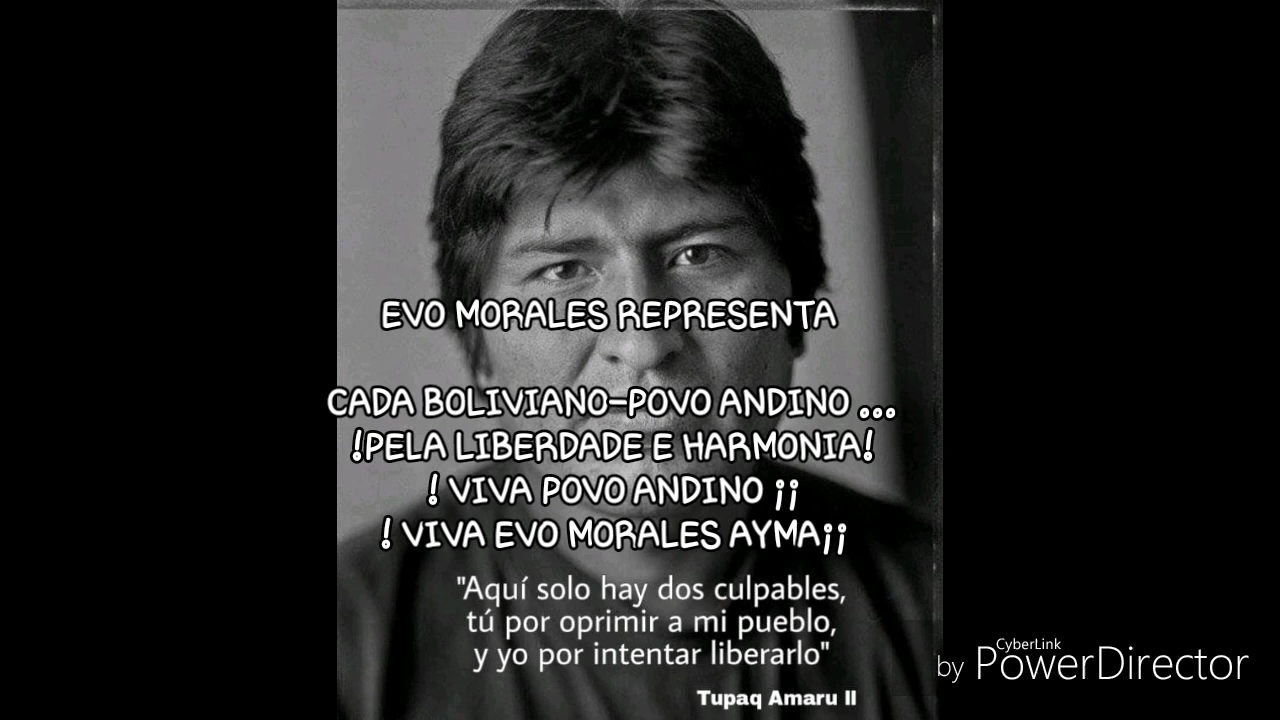 EVO MORALES REPRESENTA
CADA BOLIVIANO-POVO ANDINO ...
!PELA LIBERDADE E HARMONIA!
! VIVA POVO ANDINO ¡¡
! VIVA EVO MORALES AYMA¡¡
"Aquí solo hay dos culpables,
tú por oprimir a mi pueblo,
y yo por intentar liberarlo"
Tupaq Amaru II
by CyberLink PowerDirector